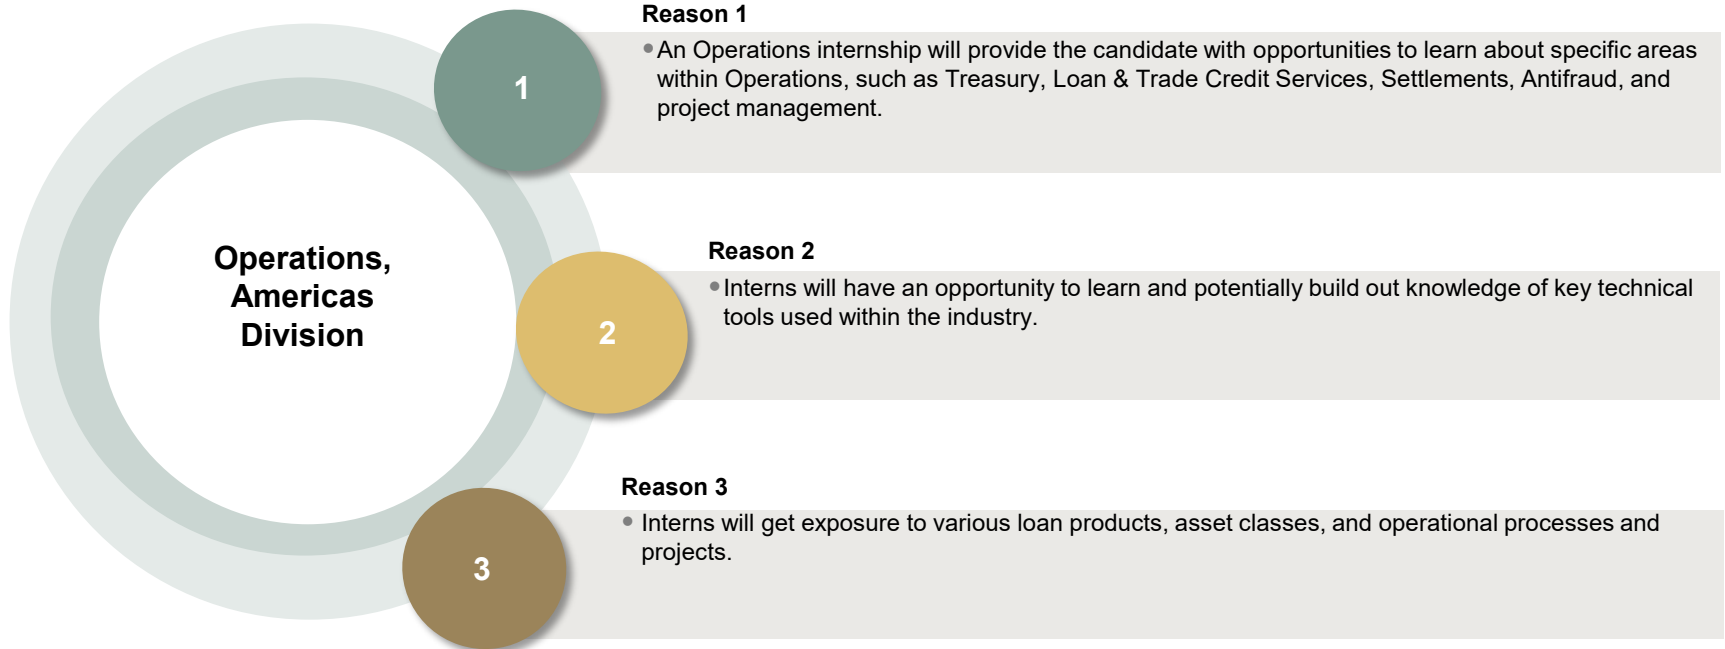 Reason 1
•An Operations internship will provide the candidate with opportunities to learn about specific areas
within Operations, such as Treasury, Loan & Trade Credit Services, Settlements, Antifraud, and
project management.
1
Operations,
Americas
Division
Reason 2
•Interns will have an opportunity to learn and potentially build out knowledge of key technical
tools used within the industry.
2
Reason 3
• Interns will get exposure to various loan products, asset classes, and operational processes and
projects.
3